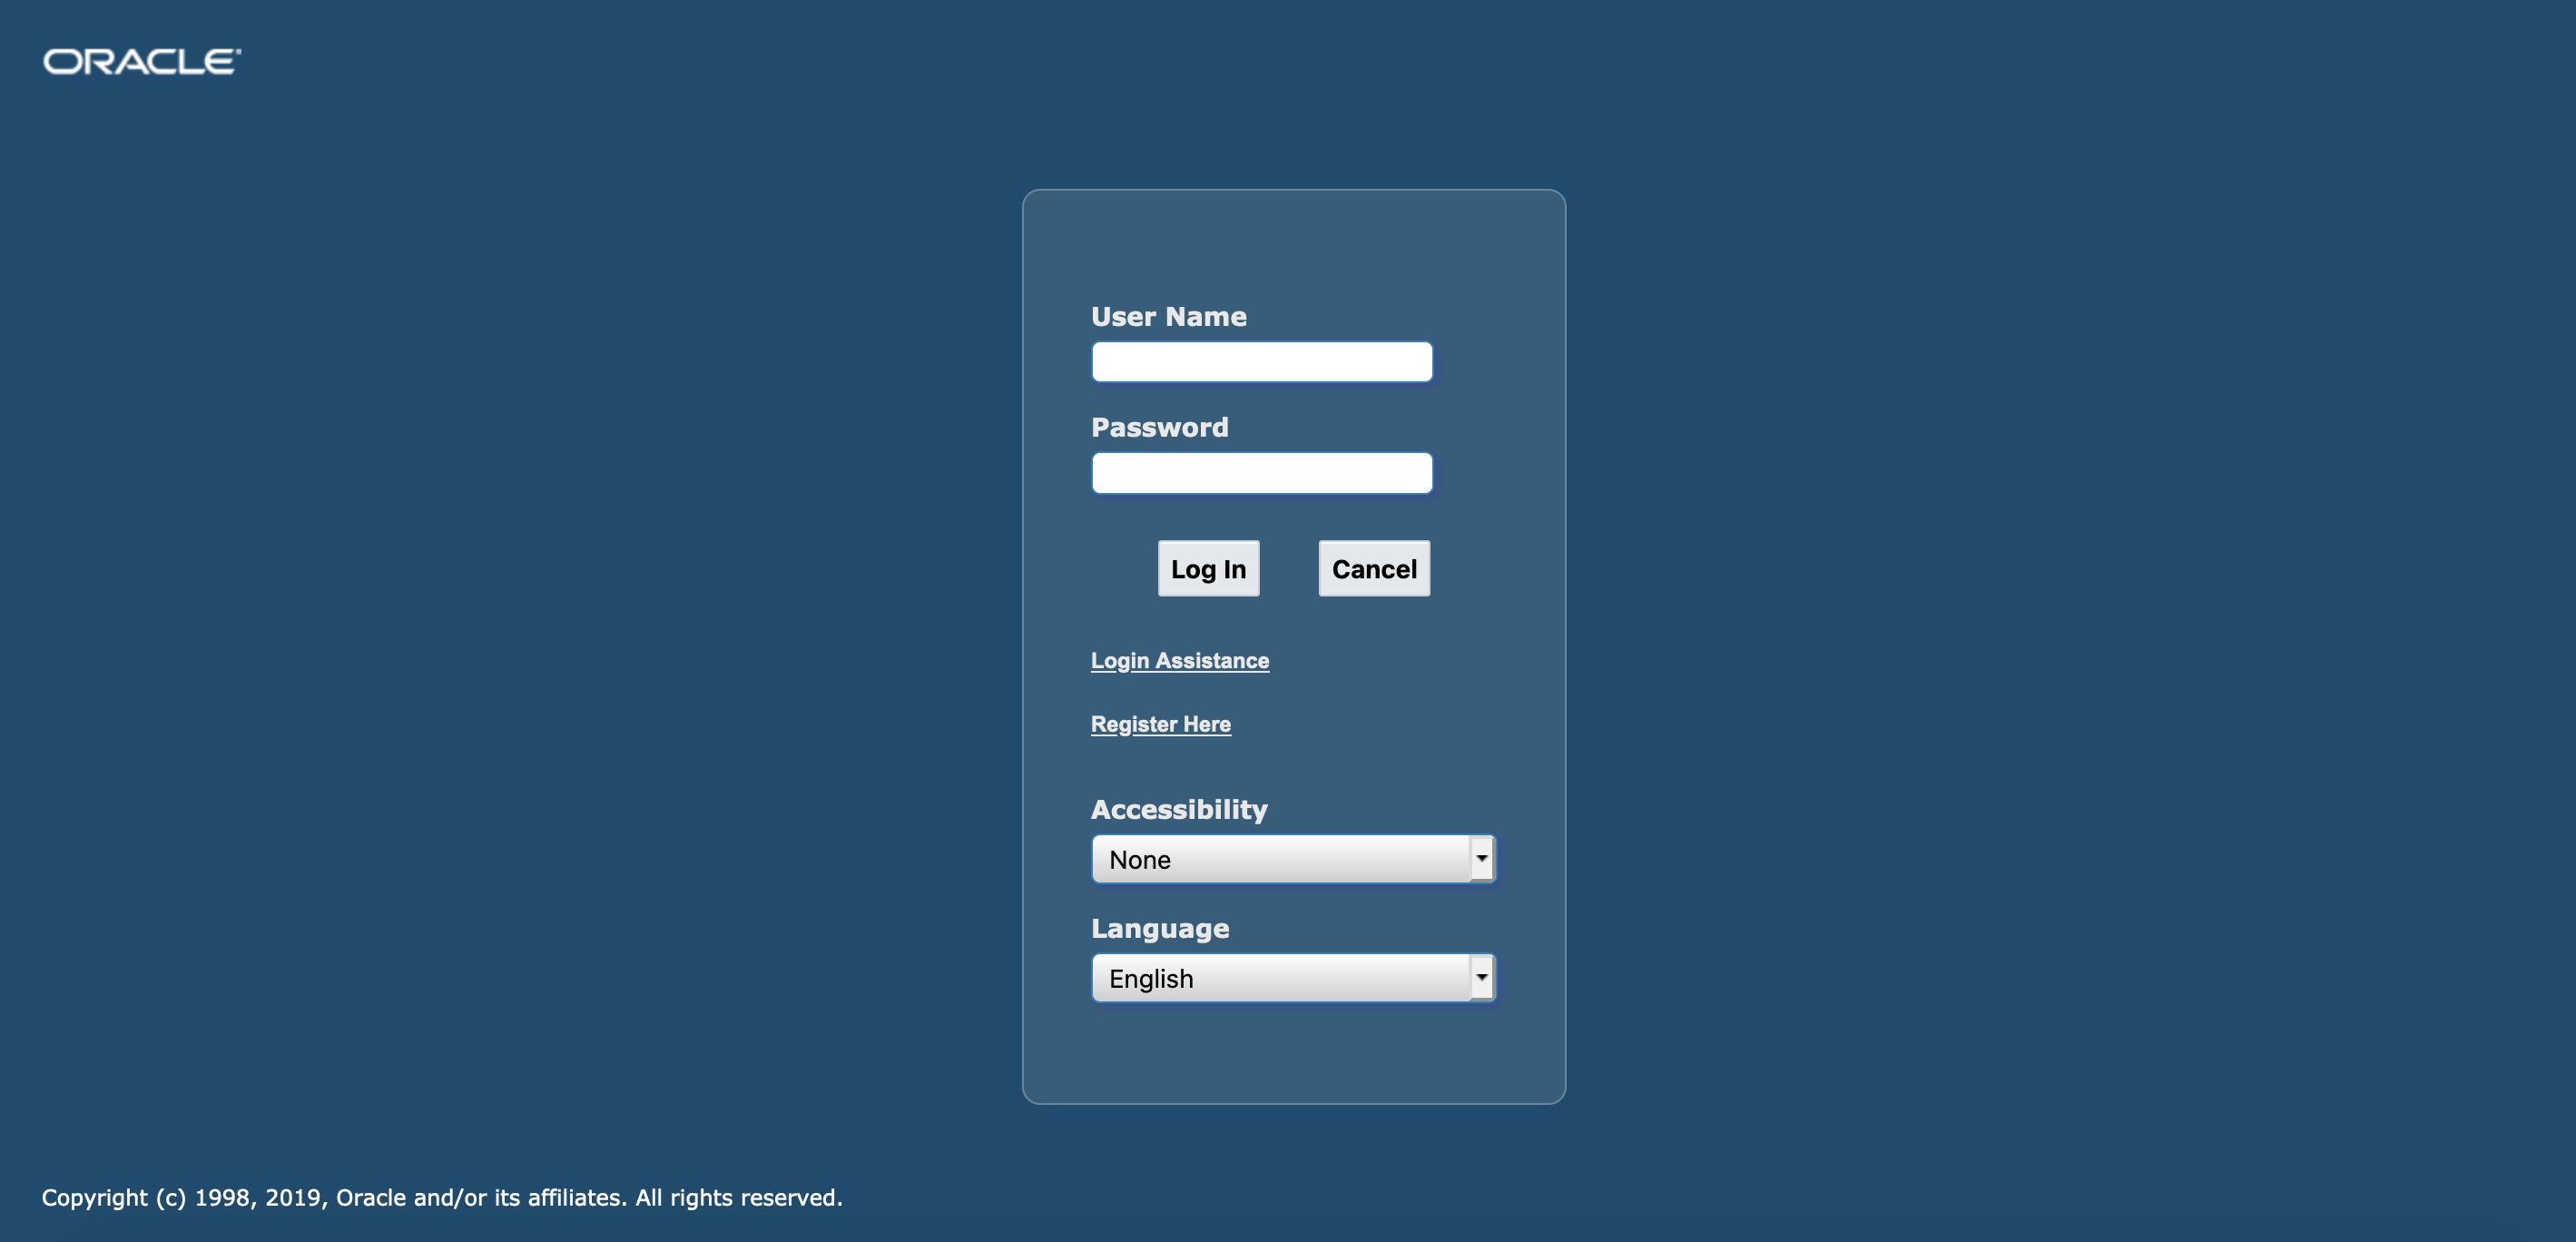 ORACLE
User Name
Password
Log In Cancel
Login Assistance
Register Here
Accessibility
None
Language
English
Copyright (c) 1998, 2019, Oracle and/or its affiliates. All rights reserved.